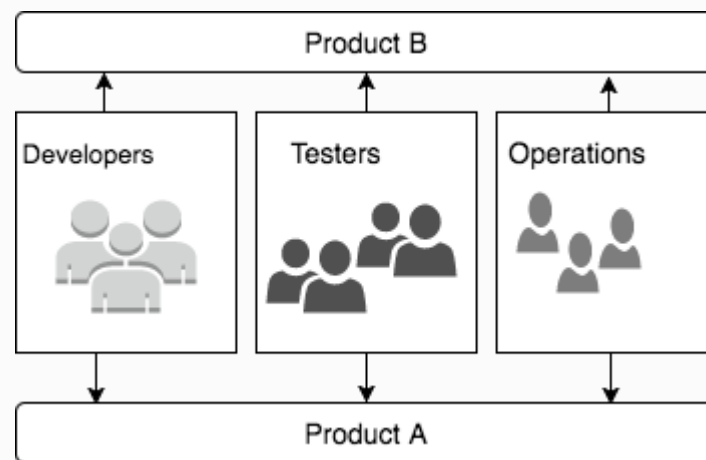 Product B
Developers
Testers
Operations
Product A